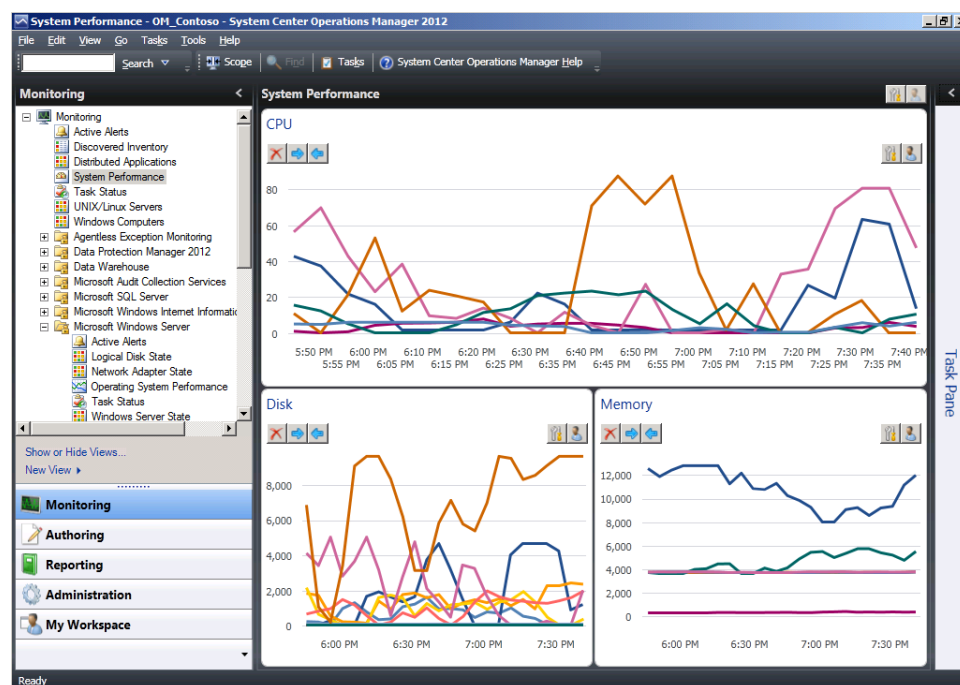 System Performance - OM_Contoso - System Center Operations Manager 2012
File Edit View Go Tasks Tools Help
Search Scope Find Tasks System Center Operations Manager Help
Monitoring
Monitoring
Active Alerts
Discovered Inventory
Distributed Applications
System Performance
Task Status
UNIX/Linux Servers
Windows Computers
Agentless Exception Monitoring
Data Protection Manager 2012
Data Warehouse
Microsoft Audit Collection Services
Microsoft SQL Server
Microsoft Windows Internet Informatic
Microsoft Windows Server
Active Alerts
Logical Disk State
Network Adapter State
Operating System Performance
Task Status
Windows Server State
Show or Hide Views...
New View
Monitoring
Authoring
Reporting
Administration
My Workspace
System Performance
CPU
80
60
40
20
0
5:50 PM 6:00 PM 6:10 PM 6:20 PM 6:30 PM 6:40 PM 6:50 PM 7:00 PM 7:10 PM 7:20 PM 7:30 PM 7:40 PM
5:55 PM 6:05 PM 6:15 PM 6:25 PM 6:35 PM 6:45 PM 6:55 PM 7:05 PM 7:15 PM 7:25 PM 7:35 PM
Disk
8,000
6,000
4,000
2,000
0
6:00 PM 6:30 PM 7:00 PM 7:30 PM
Memory
12,000
10,000
8,000
6,000
4,000
2,000
0
6:00 PM 6:30 PM 7:00 PM 7:30 PM
Task Pane
Ready